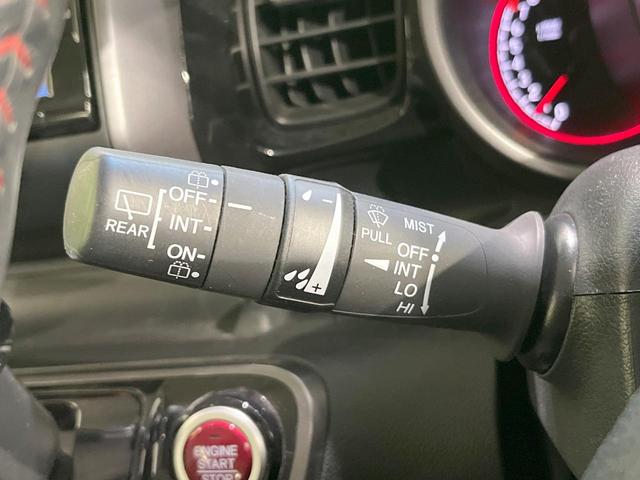 OFF
REAR
INT
ON
-
+
MIST
PULL
OFF
INT
LO
HI
ENGINE
START
STOP